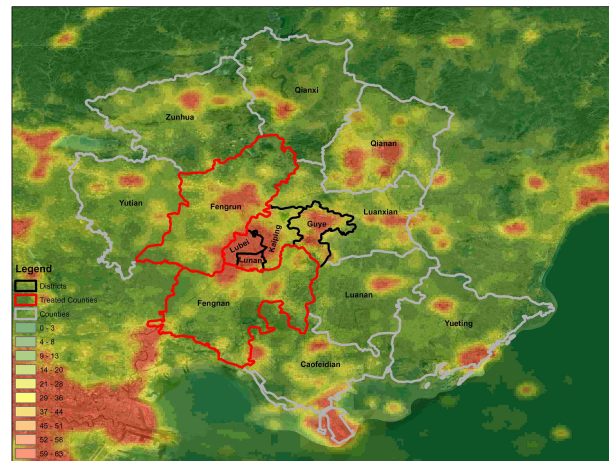 Qianxi
Zunhua
Qianan
Yutian
Fengrun
Guye
Luanxian
Lubei
Kaiping
Lunan
Fengnan
Luanan
Yueting
Caofeidian
Legend
Districts
Treated Counties
Counties
0 - 3
4 - 8
9 - 13
14 - 20
21 - 28
29 - 36
37 - 44
45 - 51
52 - 58
59 - 63